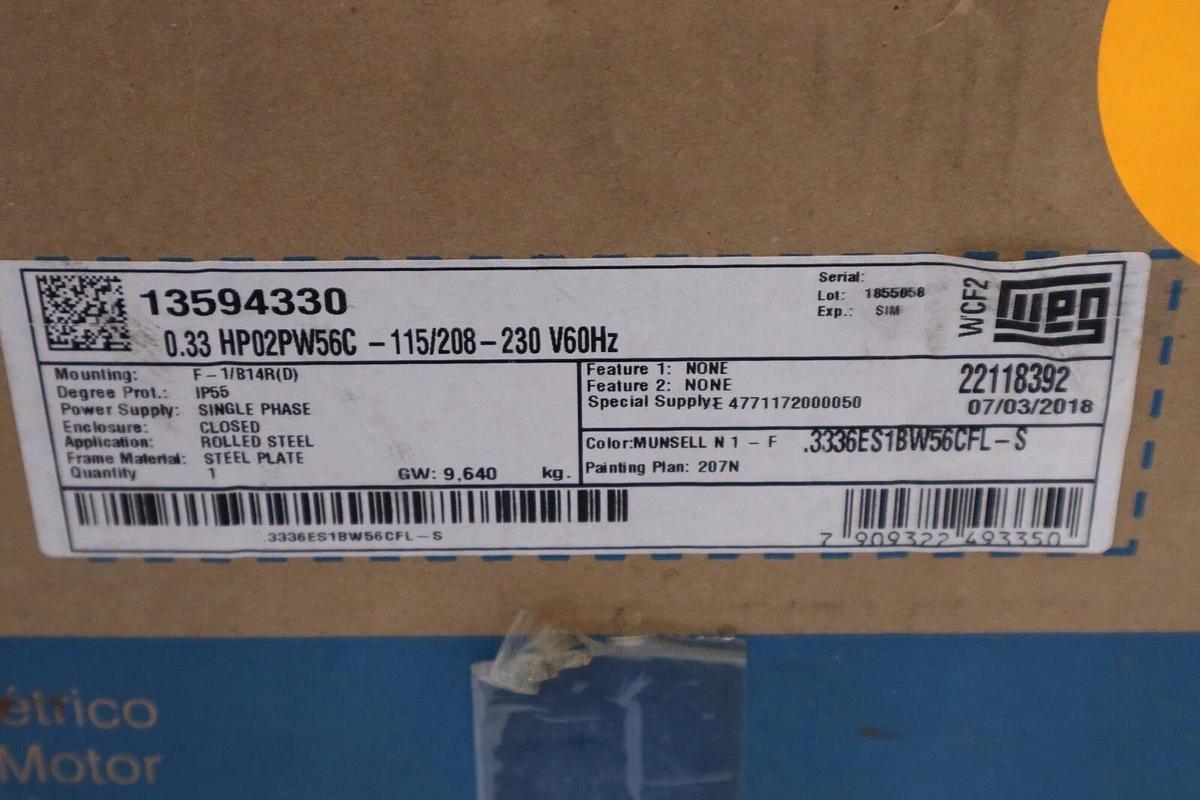 13594330
0.33 HP02PW56C - 115/208-230 V60Hz
Serial:
Lot: 1855058
Exp.: SIM
WCF2
WEG
Mounting: F-1/B14R(D)
Degree Prot.: IP55
Power Supply: SINGLE PHASE
Enclosure: CLOSED
Application: ROLLED STEEL
Frame Material: STEEL PLATE
Quantity 1 GW: 9,640 kg.
Feature 1: NONE
Feature 2: NONE
Special Supply: E 4771172000050
22118392
07/03/2018
Color:MUNSELL N 1 - F .3336ES1BW56CFL-S
Painting Plan: 207N
.3336ES1BW56CFL-S
7 909322 493350
étrico
Motor